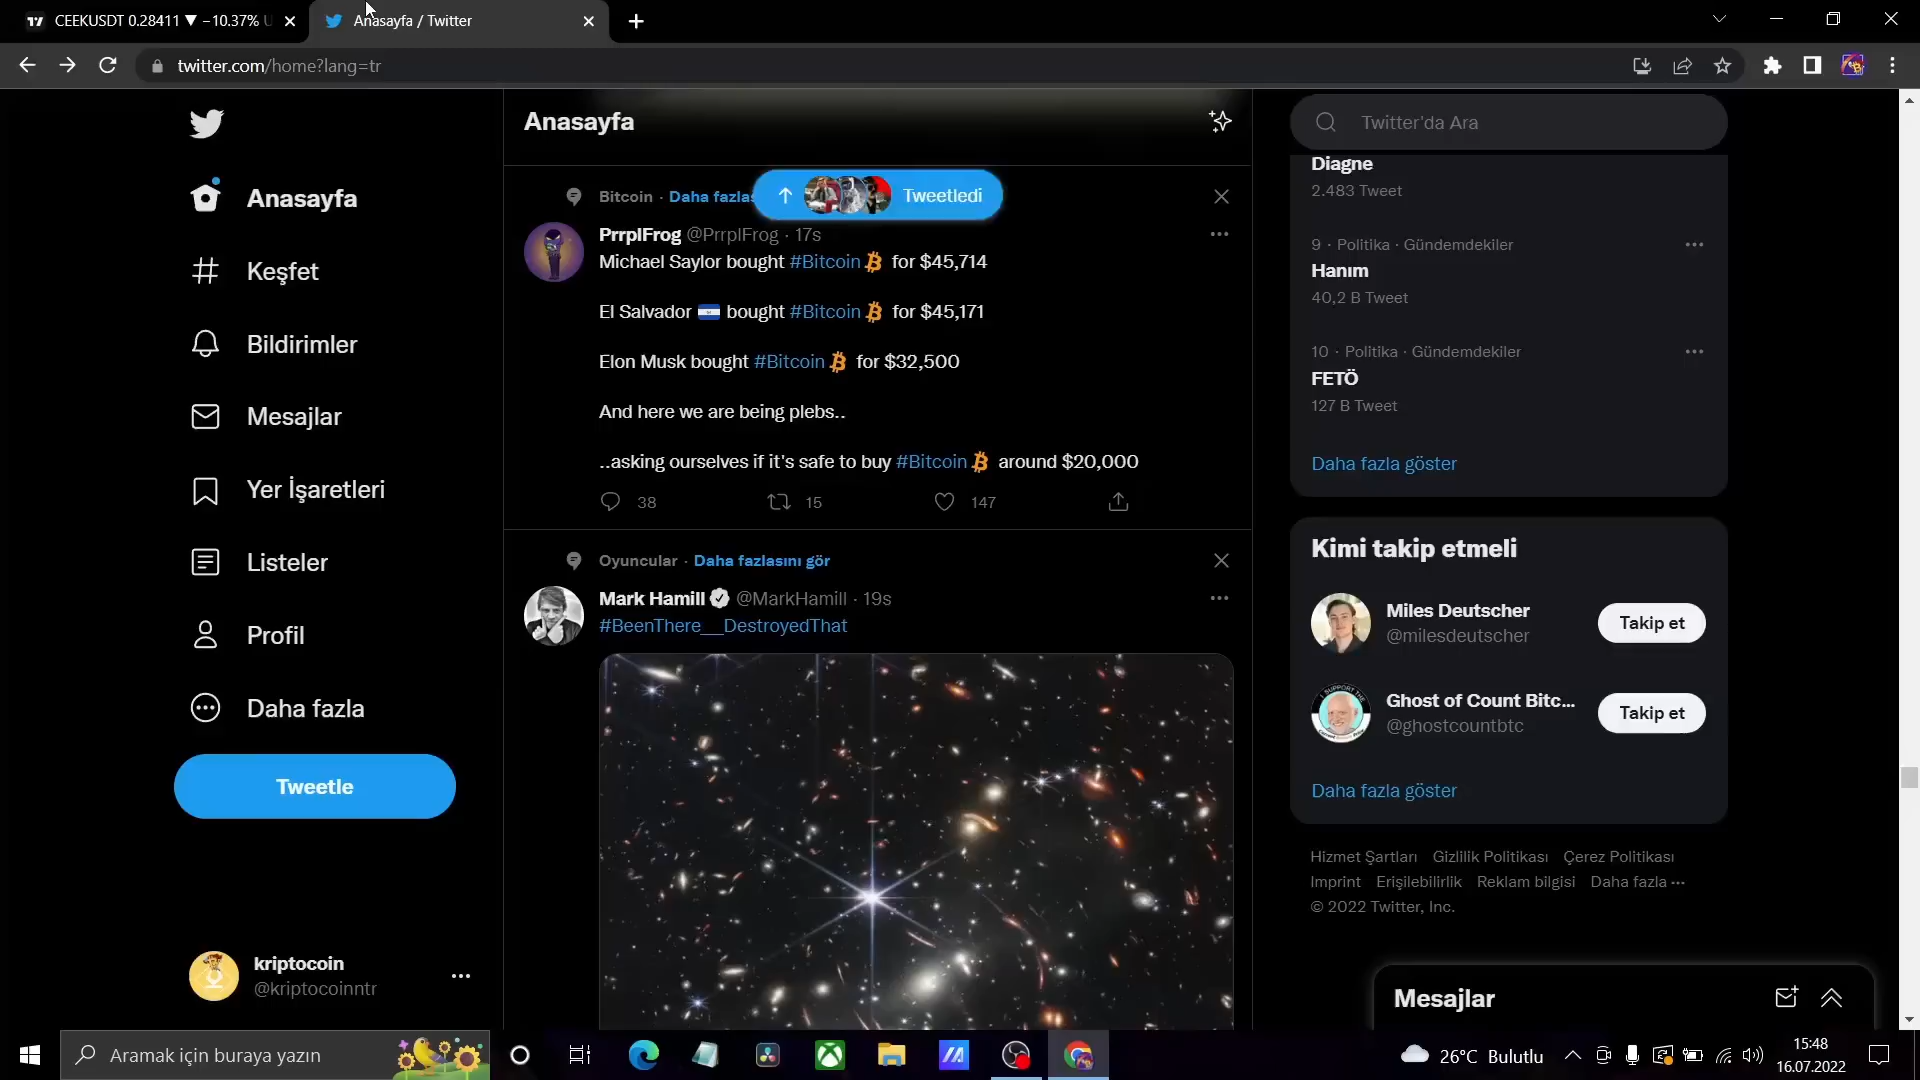 CEEKUSDT 0.28411 ▼ −10.37% U
Anasayfa / Twitter
twitter.com/home?lang=tr
Anasayfa
Keşfet
Bildirimler
Mesajlar
Yer İşaretleri
Listeler
Profil
Daha fazla
Tweetle
kriptocoin
@kriptocoinntr
Anasayfa
Tweetledi
Bitcoin · Daha fazlas
PrrplFrog @PrrplFrog · 17s
Michael Saylor bought #Bitcoin for $45,714
El Salvador bought #Bitcoin for $45,171
Elon Musk bought #Bitcoin for $32,500
And here we are being plebs..
..asking ourselves if it's safe to buy #Bitcoin around $20,000
38 15 147
Oyuncular · Daha fazlasını gör
Mark Hamill @MarkHamill · 19s
#BeenThere__DestroyedThat
Twitter'da Ara
Diagne
2.483 Tweet
9 · Politika · Gündemdekiler
Hanım
40,2 B Tweet
10 · Politika · Gündemdekiler
FETÖ
127 B Tweet
Daha fazla göster
Kimi takip etmeli
Miles Deutscher
@milesdeutscher
Takip et
Ghost of Count Bitc...
@ghostcountbtc
Takip et
Daha fazla göster
Hizmet Şartları Gizlilik Politikası Çerez Politikası
Imprint Erişilebilirlik Reklam bilgisi Daha fazla ···
© 2022 Twitter, Inc.
Mesajlar
Aramak için buraya yazın
26°C Bulutlu
15:48
16.07.2022